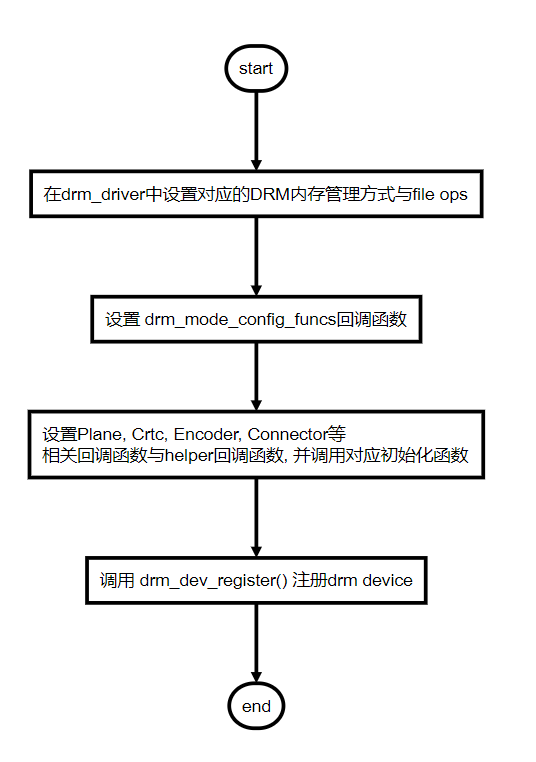 start
在drm_driver中设置对应的DRM内存管理方式与file ops
设置 drm_mode_config_funcs回调函数
设置Plane, Crtc, Encoder, Connector等
相关回调函数与helper回调函数, 并调用对应初始化函数
调用 drm_dev_register() 注册drm device
end